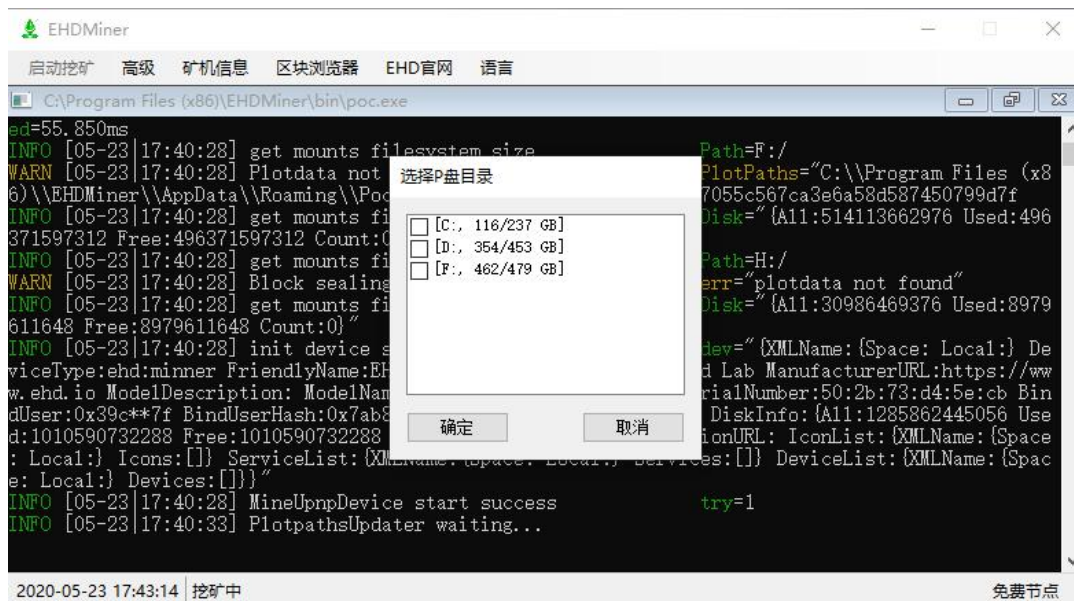 EHDMiner
启动挖矿 高级 矿机信息 区块浏览器 EHD官网 语言
C:\Program Files (x86)\EHDMiner\bin\poc.exe
ed=55.850ms
INFO [05-23|17:40:28] get mounts filesystem size Path=F:/
WARN [05-23|17:40:28] Plotdata not PlotPaths="C:\\Program Files (x8
6)\\EHDMiner\\AppData\\Roaming\\Poc 7055c567ca3e6a58d587450799d7f
INFO [05-23|17:40:28] get mounts fi Disk="{All:514113662976 Used:496
371597312 Free:496371597312 Count:0
INFO [05-23|17:40:28] get mounts fi Path=H:/
WARN [05-23|17:40:28] Block sealing err="plotdata not found"
INFO [05-23|17:40:28] get mounts fi Disk="{All:30986469376 Used:8979
611648 Free:8979611648 Count:0}"
INFO [05-23|17:40:28] init device s dev="{XMLName:{Space: Local:} De
viceType:ehd:minner FriendlyName:EH d Lab ManufacturerURL:https://ww
w.ehd.io ModelDescription: ModelNam rialNumber:50:2b:73:d4:5e:cb Bin
dUser:0x39c**7f BindUserHash:0x7ab8 DiskInfo:{All:1285862445056 Use
d:1010590732288 Free:1010590732288 ionURL: IconList:{XMLName:{Space
: Local:} Icons:[]} ServiceList:{XMLName:{Space: Local:} Services:[]} DeviceList:{XMLName:{Spac
e: Local:} Devices:[]}}"
INFO [05-23|17:40:28] MineUpnpDevice start success try=1
INFO [05-23|17:40:33] PlotpathsUpdater waiting...
选择P盘目录
[C:, 116/237 GB]
[D:, 354/453 GB]
[F:, 462/479 GB]
确定 取消
2020-05-23 17:43:14 挖矿中 免费节点